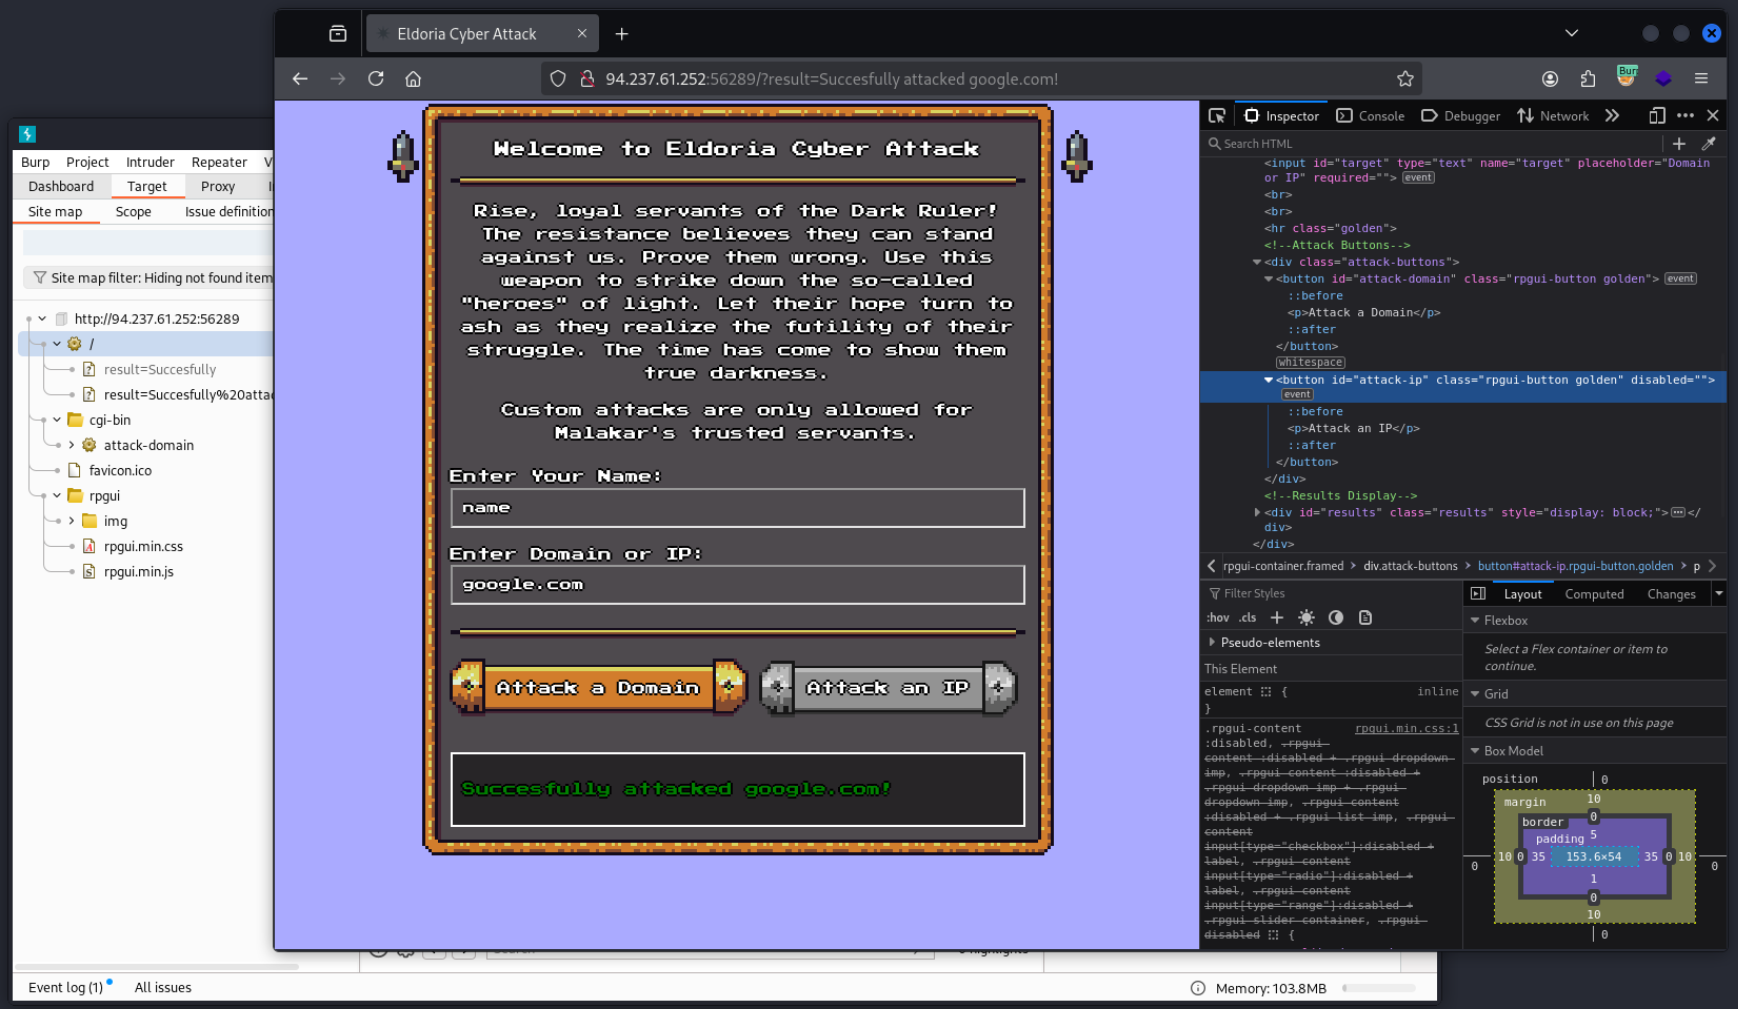 Eldoria Cyber Attack
94.237.61.252:56289/?result=Succesfully attacked google.com!
Burr
Burp Project Intruder Repeater V
Dashboard Target Proxy
Site map Scope Issue definition
Site map filter: Hiding not found item
http://94.237.61.252:56289
/
result=Succesfully
result=Succesfully%20attac
cgi-bin
attack-domain
favicon.ico
rpgui
img
rpgui.min.css
rpgui.min.js
Event log (1)
All issues
Memory: 103.8MB
Welcome to Eldoria Cyber Attack
Rise, loyal servants of the Dark Ruler!
The resistance believes they can stand
against us. Prove them wrong. Use this
weapon to strike down the so-called
"heroes" of light. Let their hope turn to
ash as they realize the futility of their
struggle. The time has come to show them
true darkness.
Custom attacks are only allowed for
Malakar's trusted servants.
Enter Your Name:
name
Enter Domain or IP:
google.com
Attack a Domain
Attack an IP
Succesfully attacked google.com!
Inspector Console Debugger Network
Search HTML
<input id="target" type="text" name="target" placeholder="Domain
or IP" required=""> event
<br>
<br>
<hr class="golden">
<!--Attack Buttons-->
<div class="attack-buttons">
<button id="attack-domain" class="rpgui-button golden"> event
::before
<p>Attack a Domain</p>
::after
</button>
whitespace
<button id="attack-ip" class="rpgui-button golden" disabled="">
event
::before
<p>Attack an IP</p>
::after
</button>
</div>
<!--Results Display-->
<div id="results" class="results" style="display: block;"> </
div>
</div>
rpgui-container.framed div.attack-buttons button#attack-ip.rpgui-button.golden p
Filter Styles
:hov .cls
Pseudo-elements
This Element
element { inline
}
.rpgui-content rpgui.min.css:1
:disabled, .rpgui-
content :disabled + .rpgui-dropdown-
imp, .rpgui-content :disabled +
.rpgui-dropdown-imp + .rpgui-
dropdown-imp, .rpgui-content
:disabled + .rpgui-list-imp, .rpgui-
content
input[type="checkbox"]:disabled +
label, .rpgui-content
input[type="radio"]:disabled +
label, .rpgui-content
input[type="range"]:disabled +
.rpgui-slider-container, .rpgui-
disabled {
Layout Computed Changes
Flexbox
Select a Flex container or item to
continue.
Grid
CSS Grid is not in use on this page
Box Model
position 0
margin 10
border 0
padding 5
0 10 0 35 153.6×54 35 0 10 0
1
0
10
0